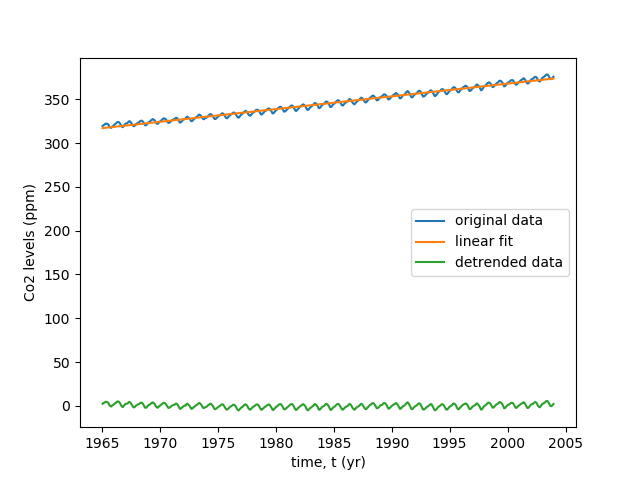 350
300
250
200
150
100
50
0
Co2 levels (ppm)
original data
linear fit
detrended data
1965 1970 1975 1980 1985 1990 1995 2000 2005
time, t (yr)